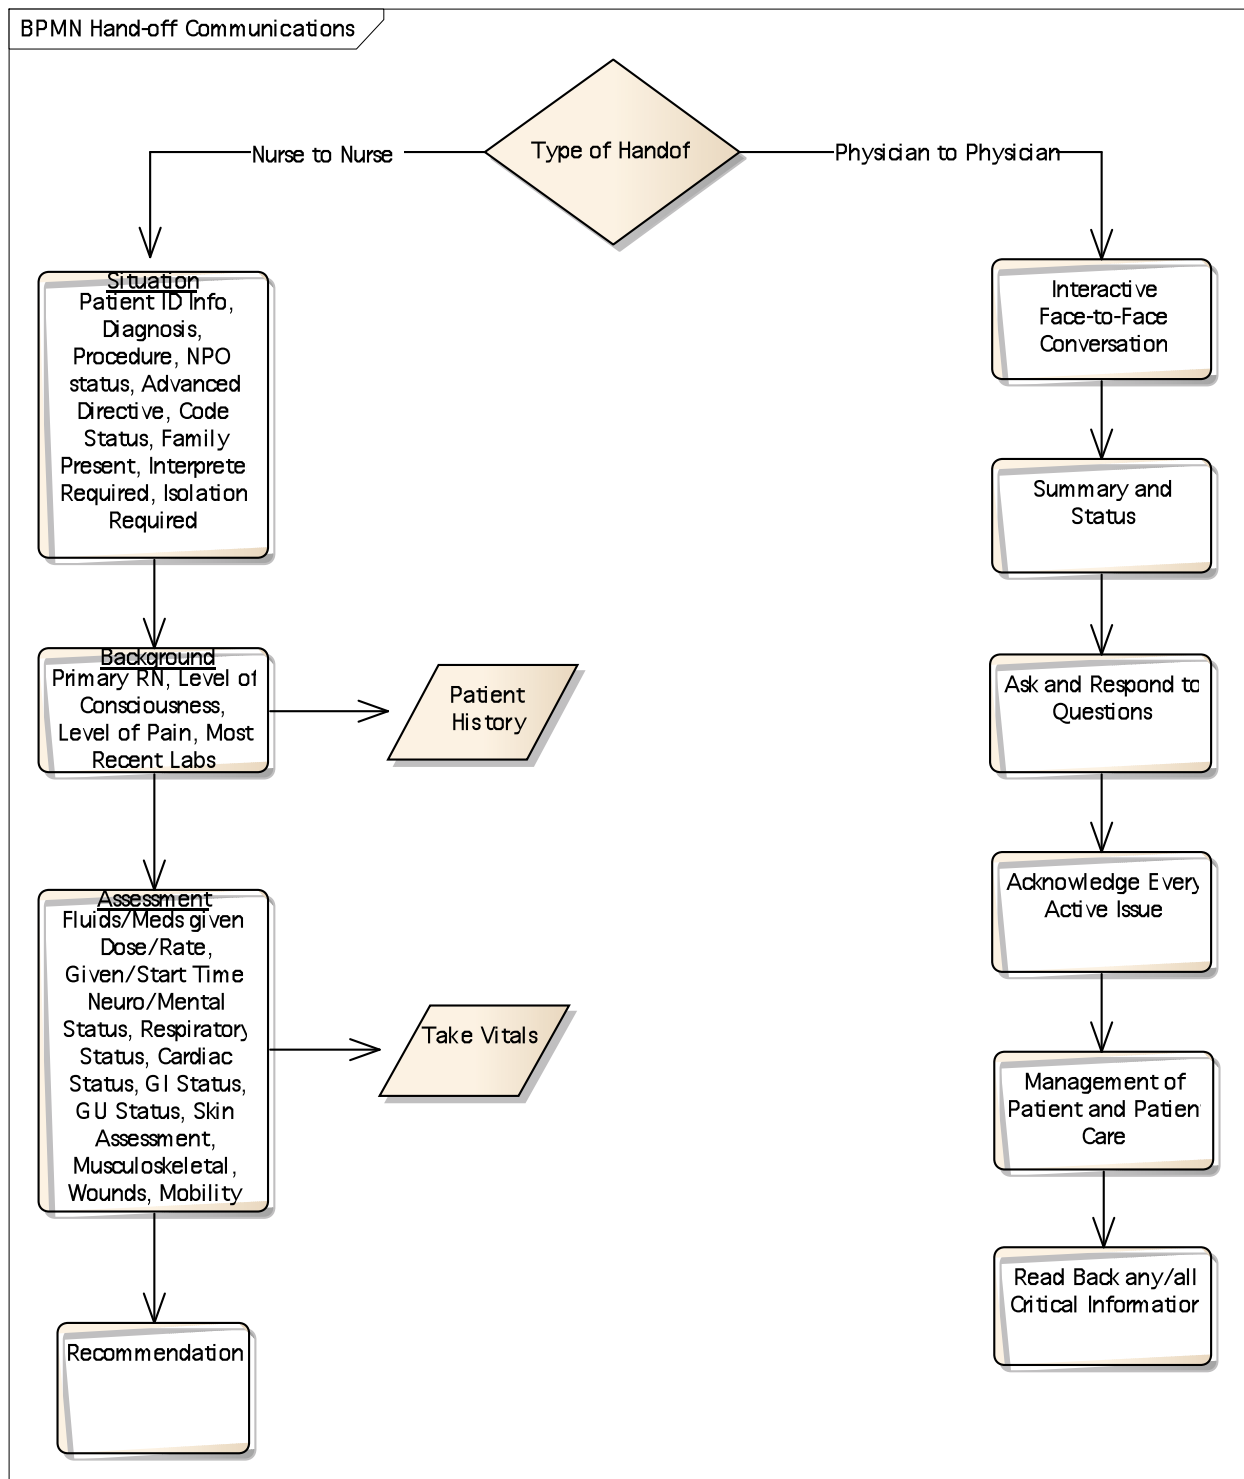 BPMN Hand-off Communications
Type of Handof
Nurse to Nurse
Physician to Physician
Situation
Patient ID Info,
Diagnosis,
Procedure, NPO
status, Advanced
Directive, Code
Status, Family
Present, Interprete
Required, Isolation
Required
Background
Primary RN, Level of
Consciousness,
Level of Pain, Most
Recent Labs
Patient
History
Assessment
Fluids/Meds given
Dose/Rate,
Given/Start Time
Neuro/Mental
Status, Respiratory
Status, Cardiac
Status, GI Status,
GU Status, Skin
Assessment,
Musculoskeletal,
Wounds, Mobility
Take Vitals
Recommendation
Interactive
Face-to-Face
Conversation
Summary and
Status
Ask and Respond to
Questions
Acknowledge Every
Active Issue
Management of
Patient and Patien
Care
Read Back any/all
Critical Information